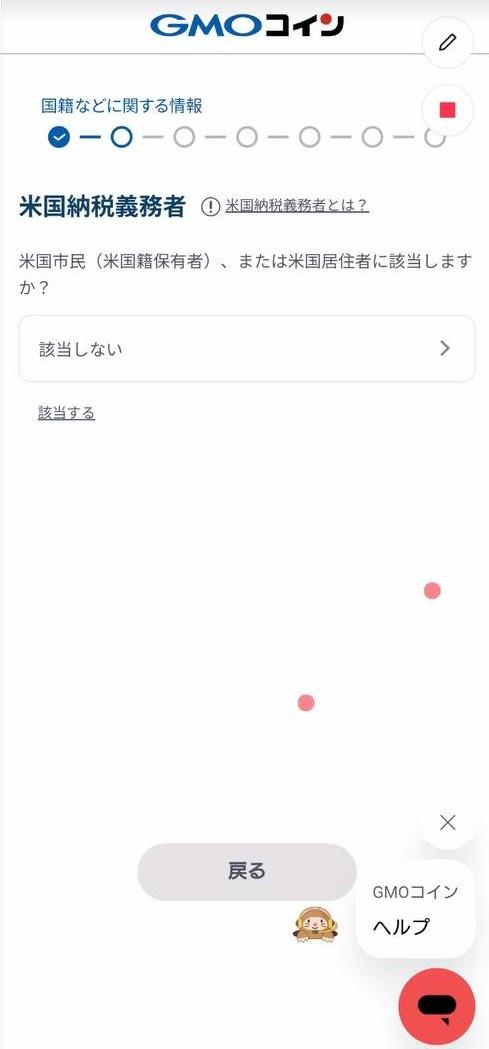 GMOコイン
国籍などに関する情報
米国納税義務者
米国納税義務者とは？
米国市民（米国籍保有者）、または米国居住者に該当します
か？
該当しない
該当する
戻る
GMOコイン
ヘルプ